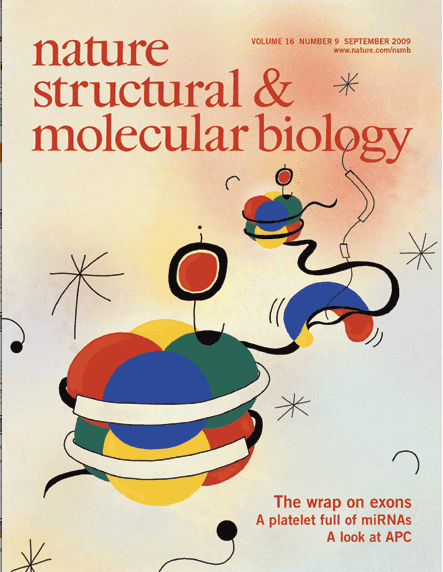 nature
structural &
molecular biology
VOLUME 16 NUMBER 9 SEPTEMBER 2009
www.nature.com/nsmb
The wrap on exons
A platelet full of miRNAs
A look at APC